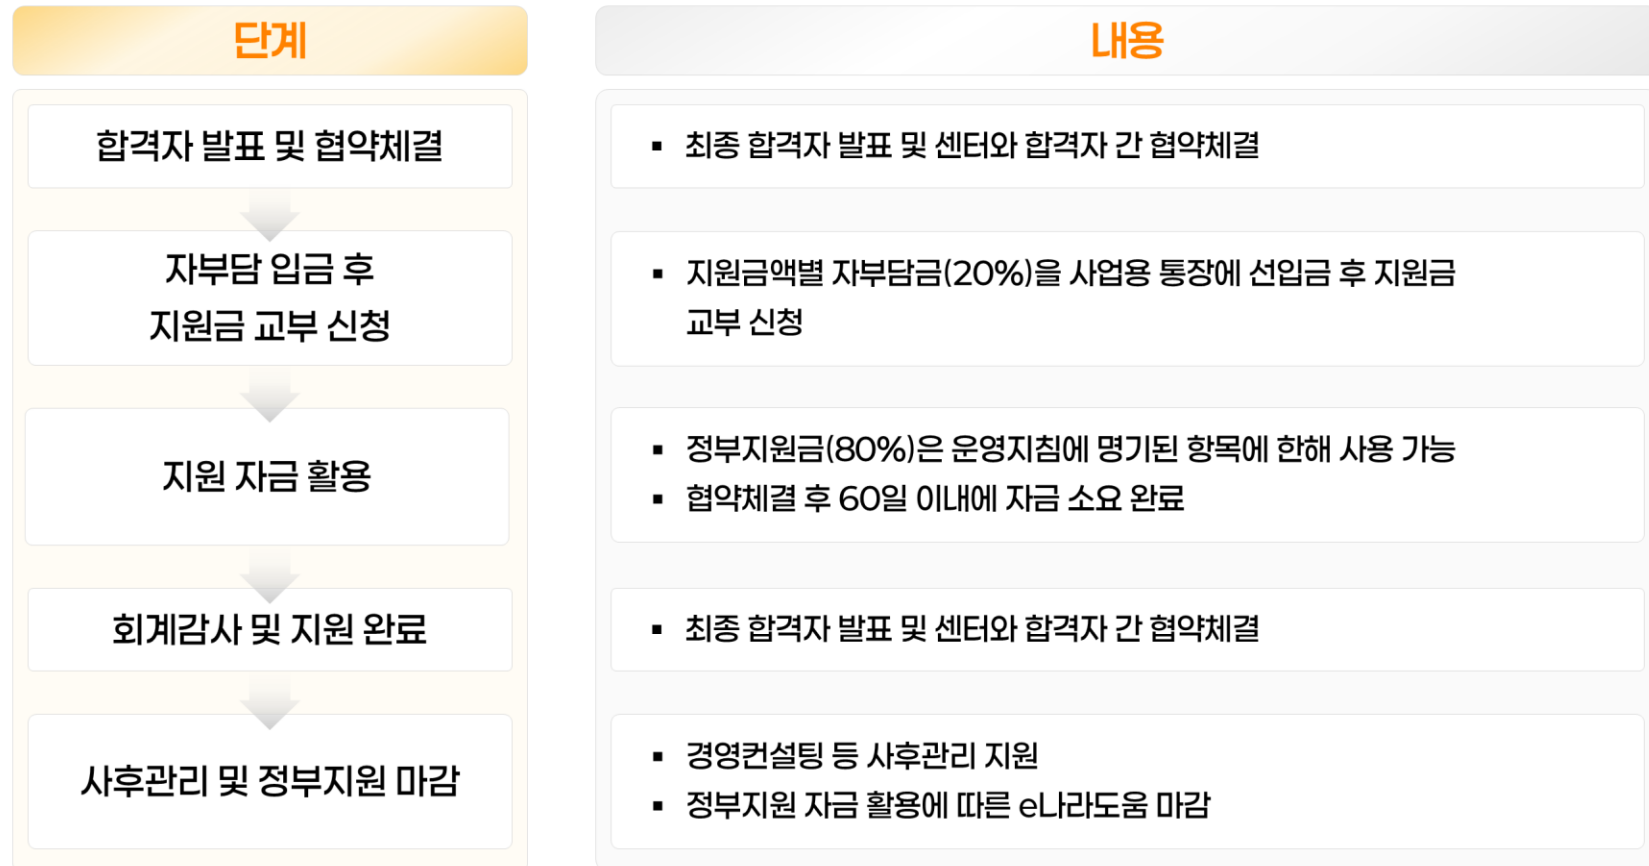 단계
내용
합격자 발표 및 협약체결
▪ 최종 합격자 발표 및 센터와 합격자 간 협약체결
자부담 입금 후
지원금 교부 신청
▪ 지원금액별 자부담금(20%)을 사업용 통장에 선입금 후 지원금
교부 신청
지원 자금 활용
▪ 정부지원금(80%)은 운영지침에 명기된 항목에 한해 사용 가능
▪ 협약체결 후 60일 이내에 자금 소요 완료
회계감사 및 지원 완료
▪ 최종 합격자 발표 및 센터와 합격자 간 협약체결
사후관리 및 정부지원 마감
▪ 경영컨설팅 등 사후관리 지원
▪ 정부지원 자금 활용에 따른 e나라도움 마감